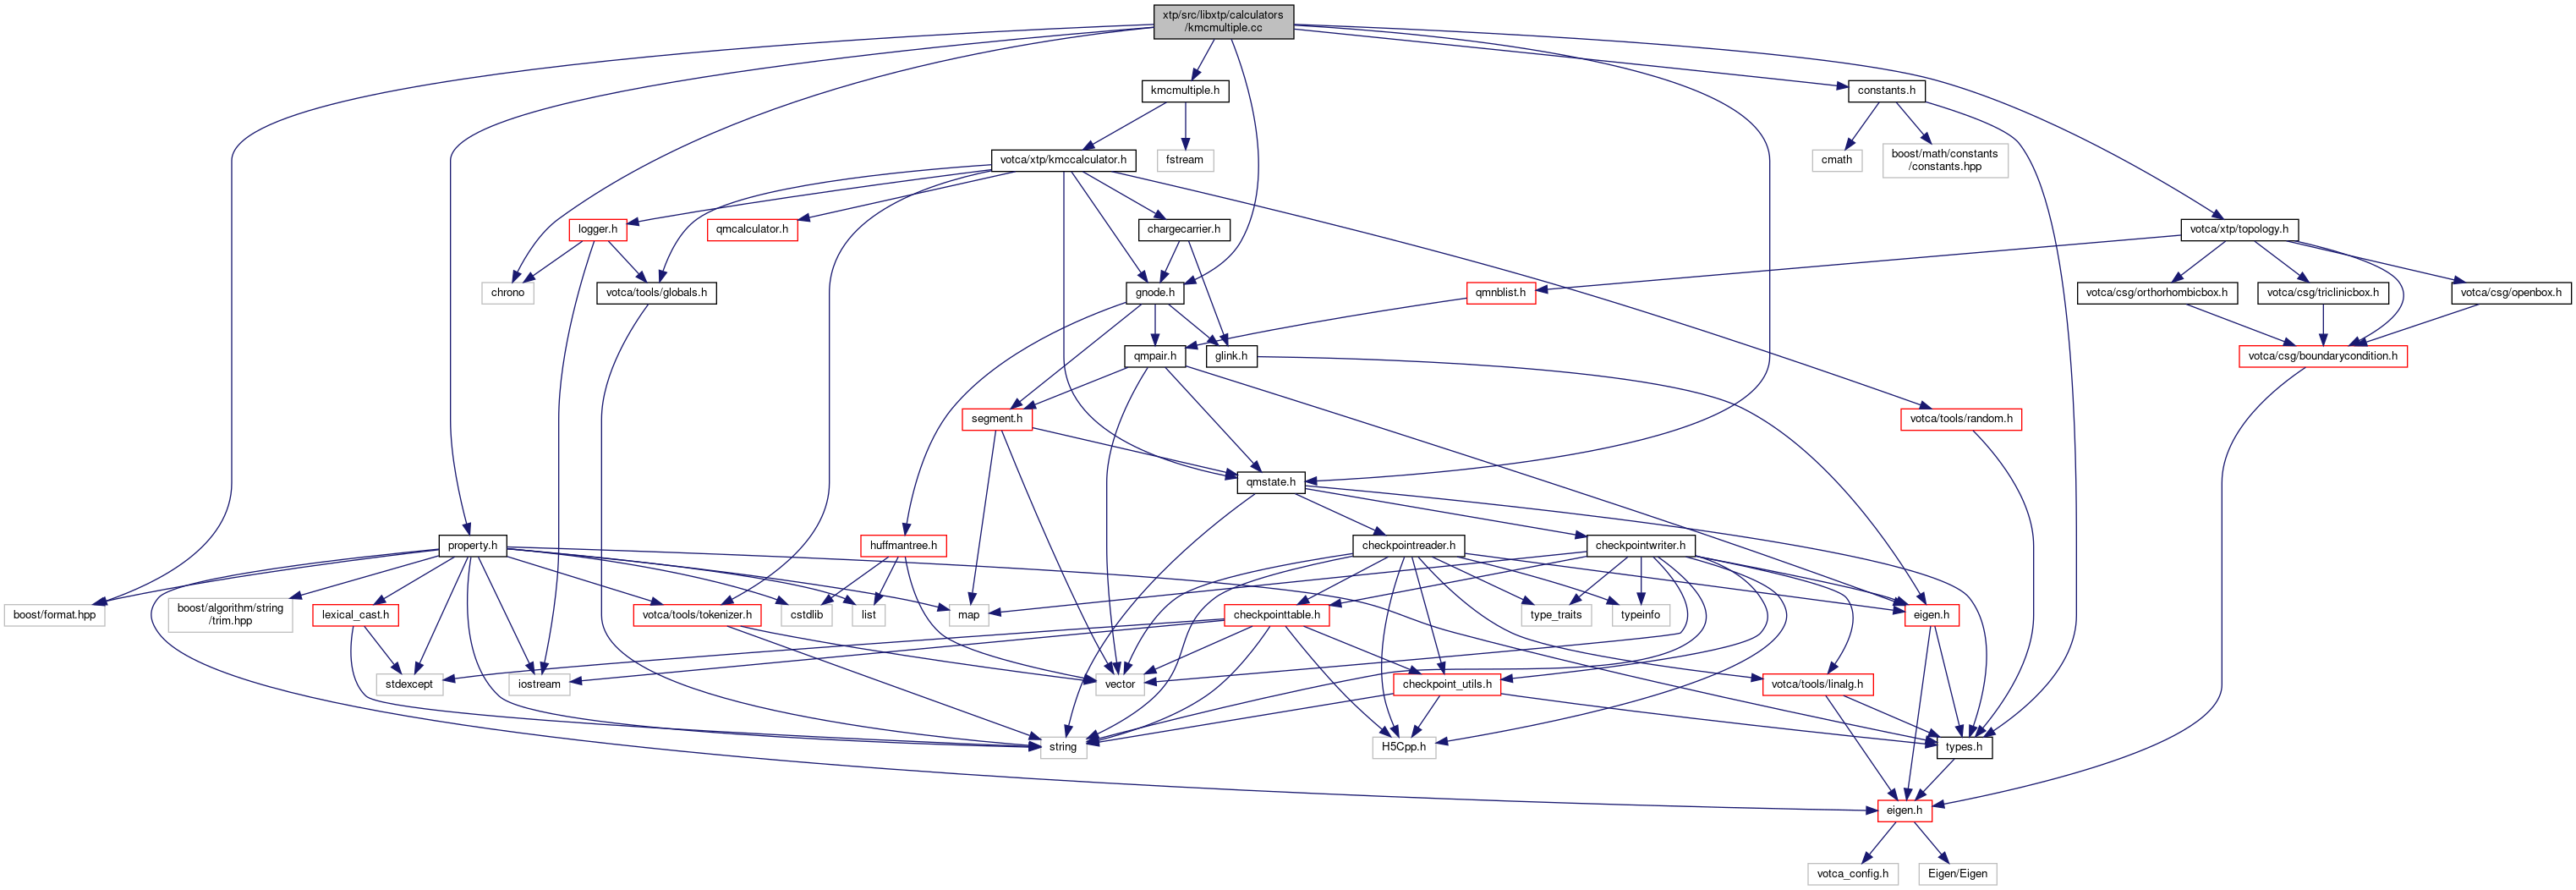 xtp/src/libxtp/calculators
/kmcmultiple.cc
kmcmultiple.h
constants.h
votca/xtp/kmccalculator.h
fstream
cmath
boost/math/constants
/constants.hpp
logger.h
qmcalculator.h
chargecarrier.h
votca/xtp/topology.h
chrono
votca/tools/globals.h
gnode.h
qmnblist.h
votca/csg/orthorhombicbox.h
votca/csg/triclinicbox.h
votca/csg/openbox.h
qmpair.h
glink.h
votca/csg/boundarycondition.h
segment.h
votca/tools/random.h
qmstate.h
property.h
huffmantree.h
checkpointreader.h
checkpointwriter.h
boost/format.hpp
boost/algorithm/string
/trim.hpp
lexical_cast.h
votca/tools/tokenizer.h
cstdlib
list
map
checkpointtable.h
type_traits
typeinfo
eigen.h
stdexcept
iostream
vector
checkpoint_utils.h
votca/tools/linalg.h
string
H5Cpp.h
types.h
eigen.h
votca_config.h
Eigen/Eigen